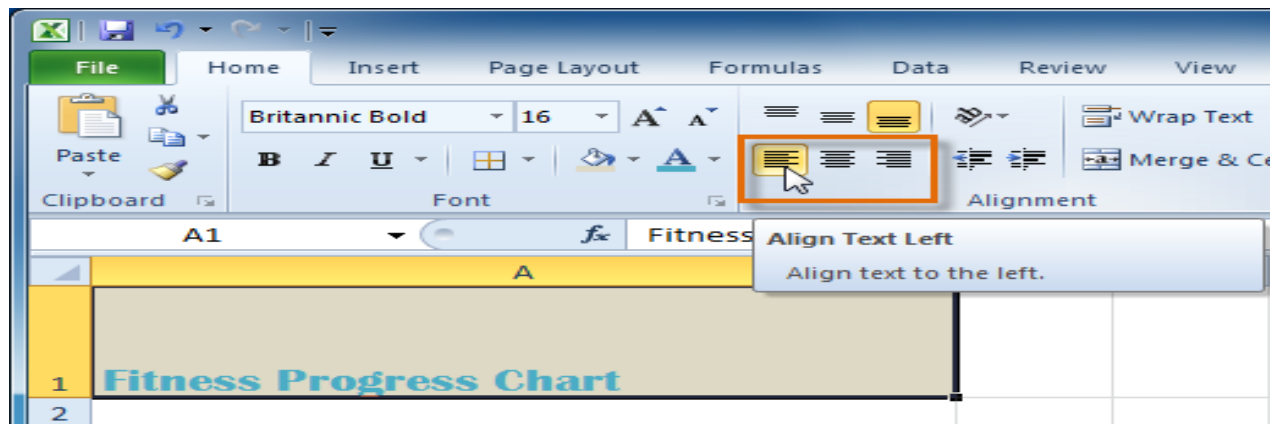 File Home Insert Page Layout Formulas Data Review View
Britannic Bold 16 A A Wrap Text
Paste B I U A Merge & Ce
Clipboard Font Alignment
A1 fx Fitness
Align Text Left
Align text to the left.
A
1 Fitness Progress Chart
2